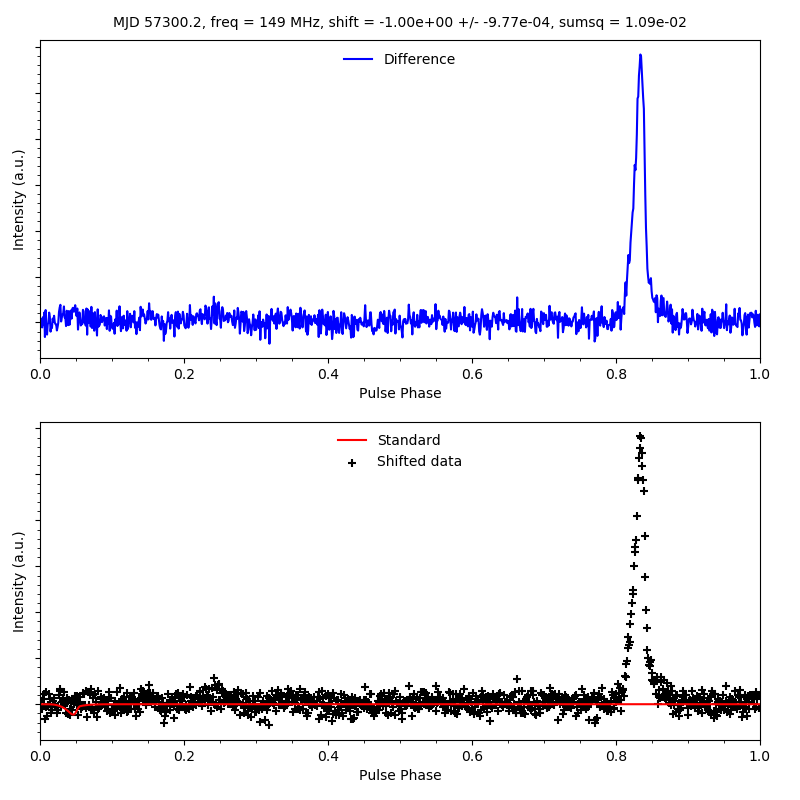 MJD 57300.2, freq = 149 MHz, shift = -1.00e+00 +/- -9.77e-04, sumsq = 1.09e-02
Difference
Intensity (a.u.)
0.0 0.2 0.4 0.6 0.8 1.0
Pulse Phase
Standard
Shifted data
Intensity (a.u.)
0.0 0.2 0.4 0.6 0.8 1.0
Pulse Phase